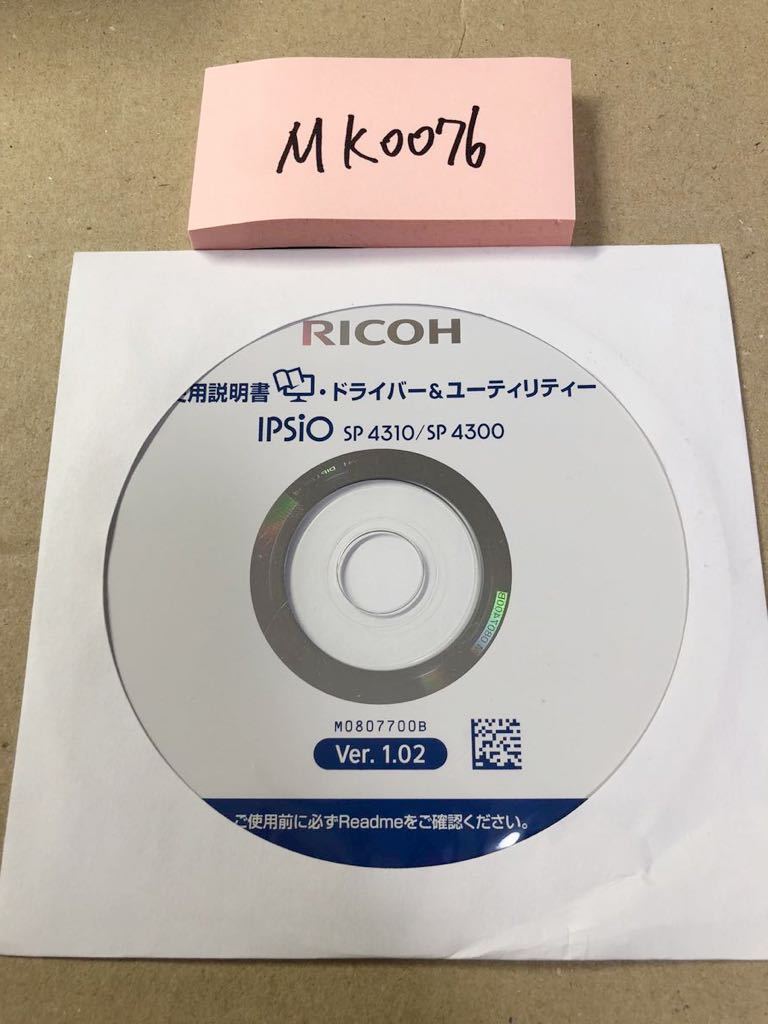 MK0076
RICOH
用説明書・ドライバー&ユーティリティー
IPSiO SP 4310/SP 4300
M0807700B
Ver. 1.02
ご使用前に必ずReadmeをご確認ください。